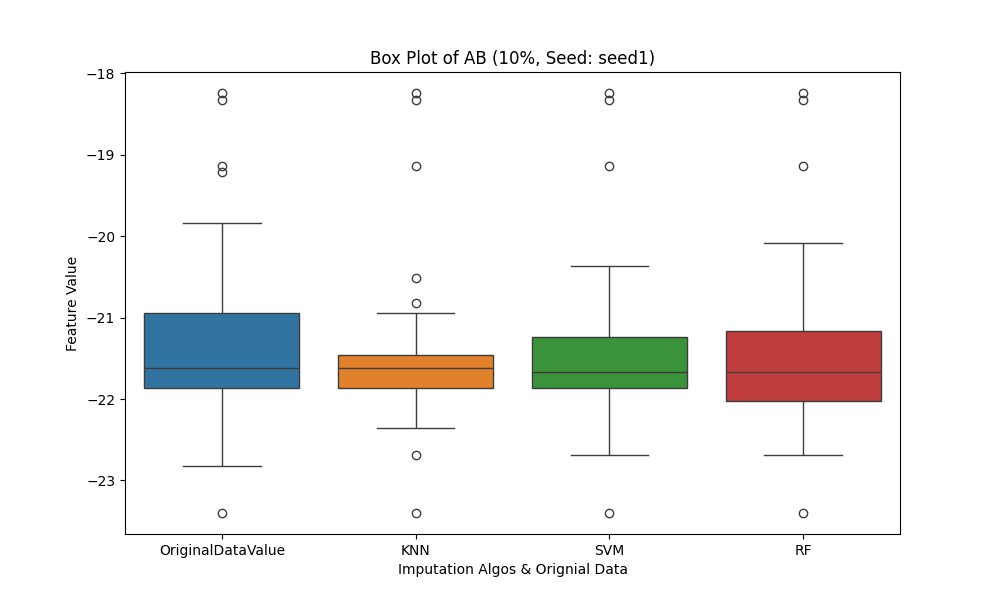 Box Plot of AB (10%, Seed: seed1)
−18
−19
−20
−21
−22
−23
Feature Value
OriginalDataValue KNN SVM RF
Imputation Algos & Orignial Data